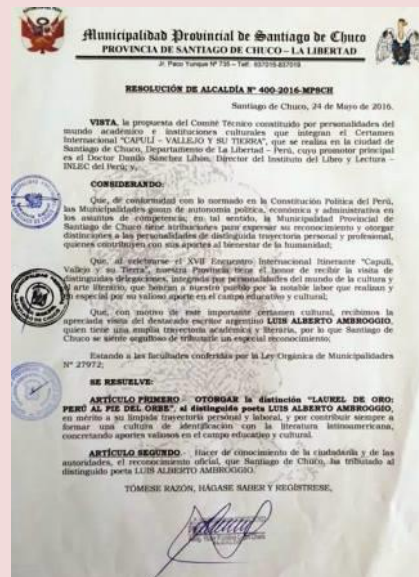 Municipalidad Provincial de Santiago de Chuco
PROVINCIA DE SANTIAGO DE CHUCO – LA LIBERTAD
Jr. Paco Yunque Nº 735 – Telf.
RESOLUCIÓN DE ALCALDÍA Nº 400-2016-MPSCH
Santiago de Chuco, 24 de Mayo de 2016.
VISTA, la propuesta del Comité Técnico constituido por personalidades del
mundo académico e instituciones culturales que integran el Certamen
Internacional "CAPULÍ – VALLEJO Y SU TIERRA", que se realiza en la ciudad de
Santiago de Chuco, Departamento de La Libertad – Perú, cuyo promotor principal
es el Doctor Danilo Sánchez Lihón, Director del Instituto del Libro y Lectura –
INLEC del Perú; y,
CONSIDERANDO:
Que, de conformidad con lo normado en la Constitución Política del Perú,
las Municipalidades gozan de autonomía política, económica y administrativa en
los asuntos de competencia; en tal sentido, la Municipalidad Provincial de
Santiago de Chuco tiene atribuciones para expresar su reconocimiento y otorgar
distinciones a las personalidades de distinguida trayectoria personal y profesional,
quienes contribuyen con sus aportes al bienestar de la humanidad;
Que, al celebrarse el XVII Encuentro Internacional Itinerante "Capulí,
Vallejo y su Tierra", nuestra Provincia tiene el honor de recibir la visita de
distinguidas delegaciones, integradas por personalidades del mundo de la cultura y
el arte literario, que honran a nuestro pueblo por la notable labor que realizan y
en especial por su valioso aporte en el campo educativo y cultural;
Que, con motivo de este importante certamen cultural, recibimos la
apreciada visita del destacado escritor argentino LUIS ALBERTO AMBROGGIO,
quien tiene una amplia trayectoria académica y literaria, por lo que Santiago de
Chuco se siente orgulloso de tributarle un especial reconocimiento;
Estando a las facultades conferidas por la Ley Orgánica de Municipalidades
Nº 27972;
SE RESUELVE:
ARTÍCULO PRIMERO.- OTORGAR la distinción "LAUREL DE ORO:
PERÚ AL PIE DEL ORBE", al distinguido poeta LUIS ALBERTO AMBROGGIO,
en mérito a su límpida trayectoria personal y laboral, y por contribuir siempre a
formar una cultura de identificación con la literatura latinoamericana,
concretando aportes valiosos en el campo educativo y cultural.
ARTÍCULO SEGUNDO.- Hacer de conocimiento de la ciudadanía y de las
autoridades, el reconocimiento oficial, que Santiago de Chuco, ha tributado al
distinguido poeta LUIS ALBERTO AMBROGGIO.
TÓMESE RAZÓN, HÁGASE SABER Y REGÍSTRESE,